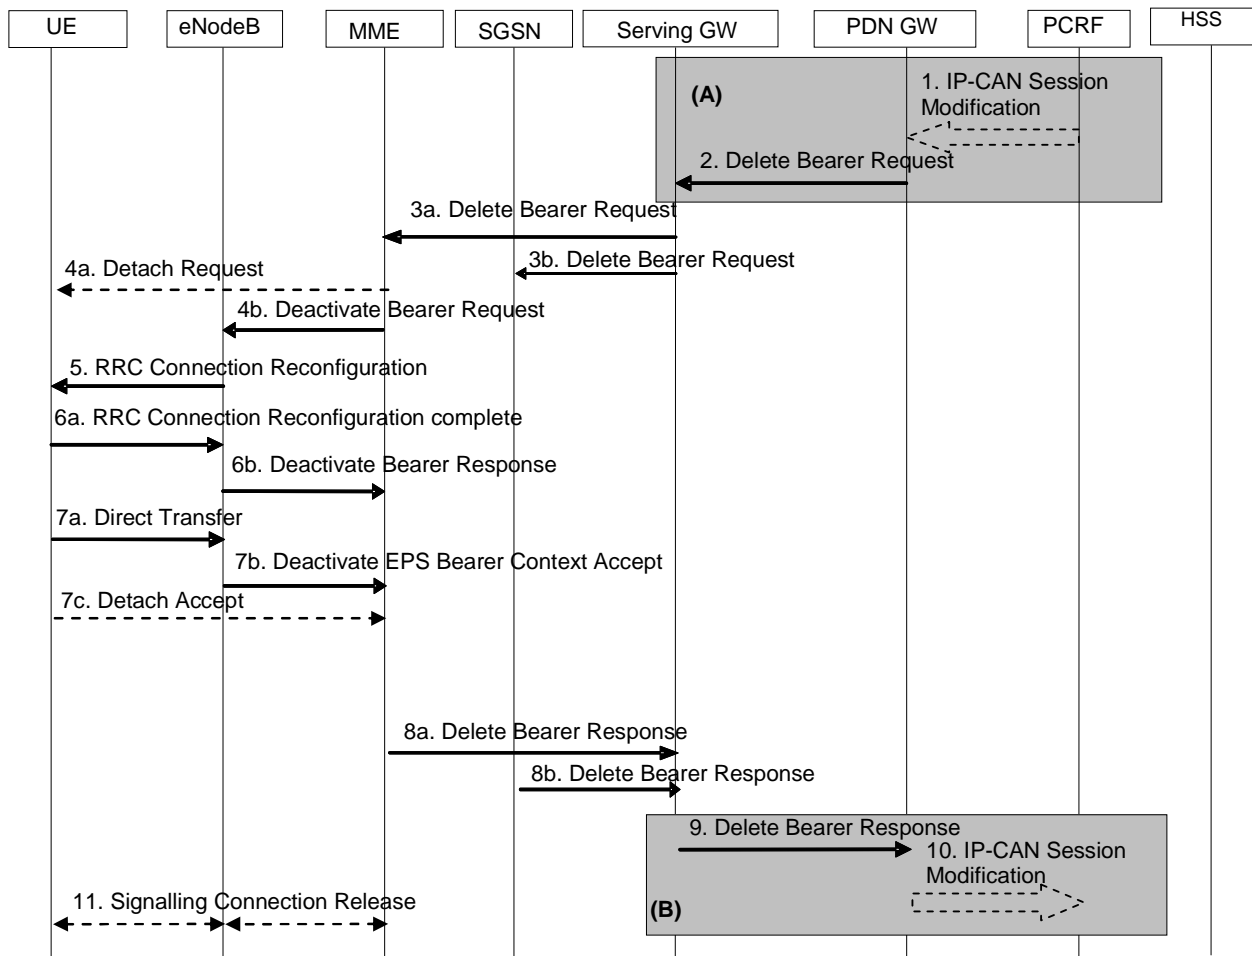 UE
eNodeB
MME
SGSN
Serving GW
PDN GW
PCRF
HSS
(A)
1. IP-CAN Session
Modification
2. Delete Bearer Request
3a. Delete Bearer Request
3b. Delete Bearer Request
4a. Detach Request
4b. Deactivate Bearer Request
5. RRC Connection Reconfiguration
6a. RRC Connection Reconfiguration complete
6b. Deactivate Bearer Response
7a. Direct Transfer
7b. Deactivate EPS Bearer Context Accept
7c. Detach Accept
8a. Delete Bearer Response
8b. Delete Bearer Response
9. Delete Bearer Response
10. IP-CAN Session
Modification
11. Signalling Connection Release
(B)